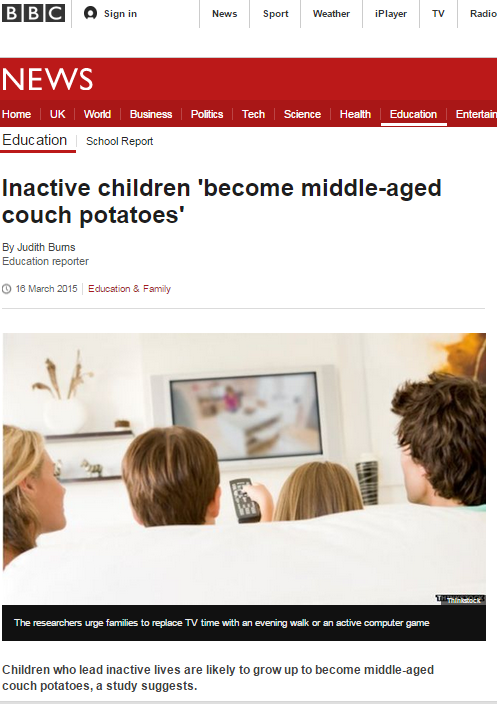 BBC Sign in News Sport Weather iPlayer TV Radio
NEWS
Home UK World Business Politics Tech Science Health Education Entertain
Education School Report
Inactive children 'become middle-aged
couch potatoes'
By Judith Burns
Education reporter
16 March 2015 Education & Family
Thinkstock
The researchers urge families to replace TV time with an evening walk or an active computer game
Children who lead inactive lives are likely to grow up to become middle-aged
couch potatoes, a study suggests.